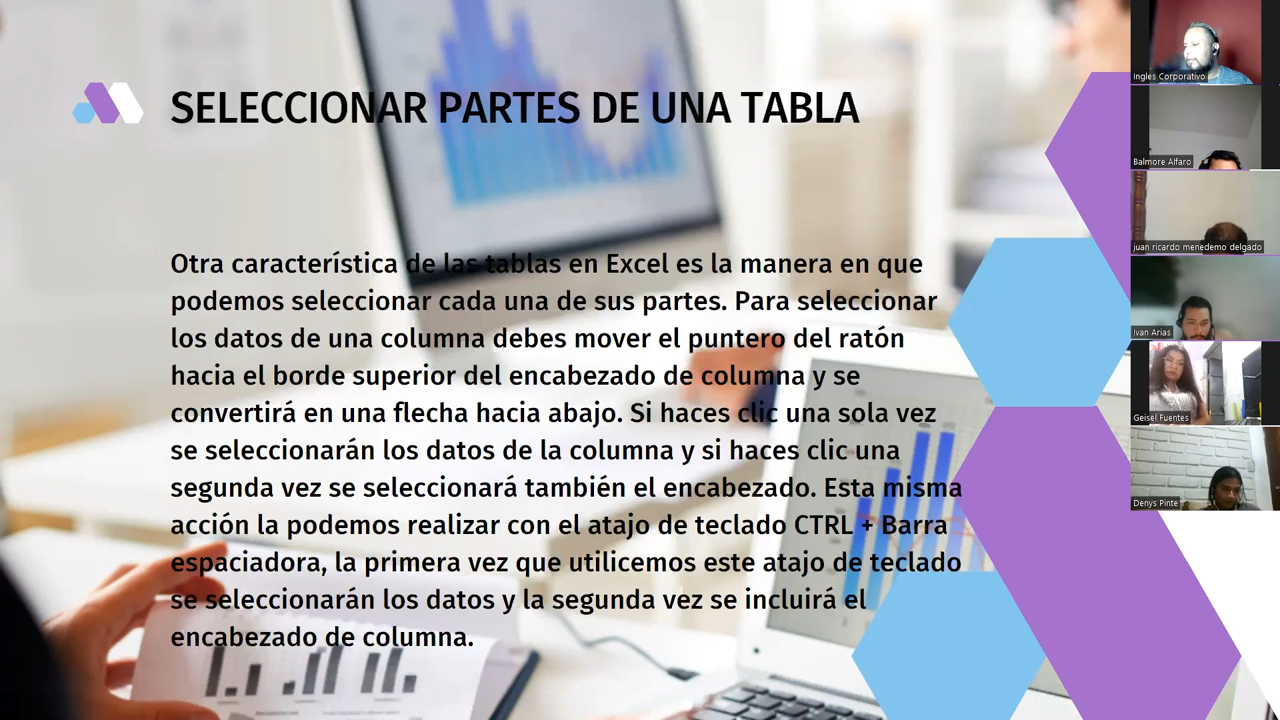 SELECCIONAR PARTES DE UNA TABLA
Otra característica de las tablas en Excel es la manera en que
podemos seleccionar cada una de sus partes. Para seleccionar
los datos de una columna debes mover el puntero del ratón
hacia el borde superior del encabezado de columna y se
convertirá en una flecha hacia abajo. Si haces clic una sola vez
se seleccionarán los datos de la columna y si haces clic una
segunda vez se seleccionará también el encabezado. Esta misma
acción la podemos realizar con el atajo de teclado CTRL + Barra
espaciadora, la primera vez que utilicemos este atajo de teclado
se seleccionarán los datos y la segunda vez se incluirá el
encabezado de columna.
Ingles Corporativo
Balmore Alfaro
juan ricardo menedemo delgado
Ivan Arias
Geisel Fuentes
Denys Pinte